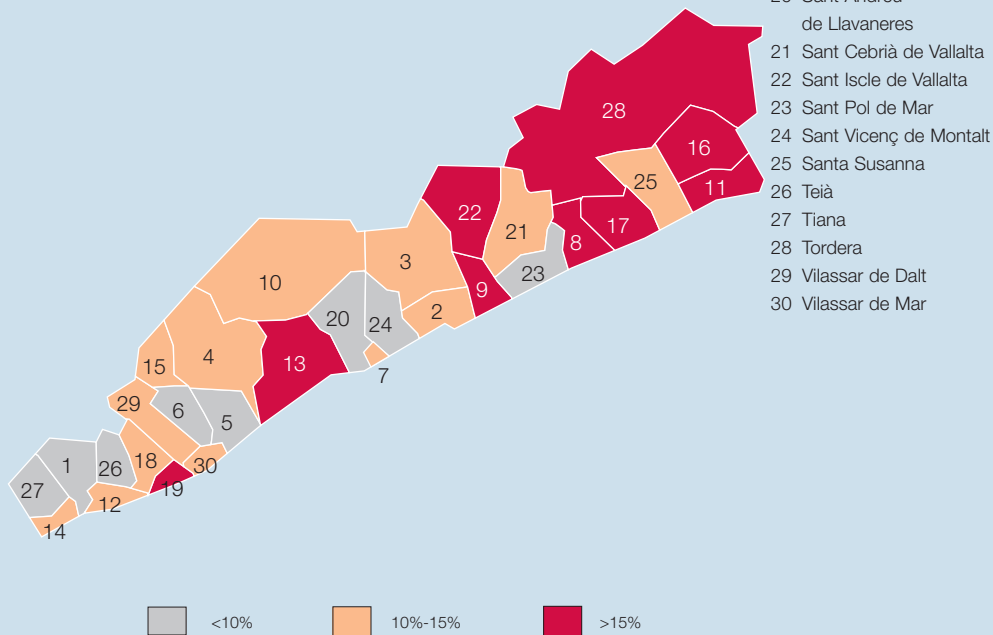 de Llavaneres
21 Sant Cebrià de Vallalta
22 Sant Iscle de Vallalta
23 Sant Pol de Mar
24 Sant Vicenç de Montalt
25 Santa Susanna
26 Teià
27 Tiana
28 Tordera
29 Vilassar de Dalt
30 Vilassar de Mar
28
16
25
11
22
21
17
8
3
23
10
9
2
20
24
4
13
15
7
29
6
5
18
30
1
26
19
27
12
14
<10% 10%-15% >15%